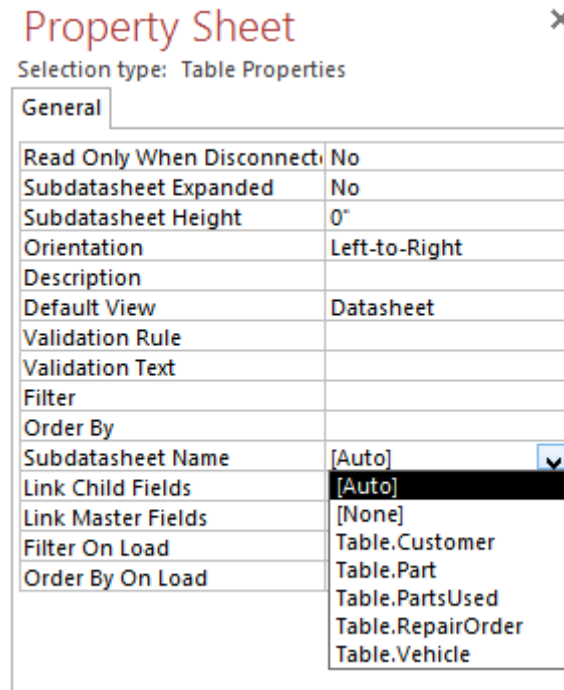 Property Sheet
Selection type: Table Properties
General
Read Only When Disconnecte No
Subdatasheet Expanded No
Subdatasheet Height 0"
Orientation Left-to-Right
Description
Default View Datasheet
Validation Rule
Validation Text
Filter
Order By
Subdatasheet Name [Auto]
Link Child Fields [Auto]
Link Master Fields [None]
Filter On Load Table.Customer
Order By On Load Table.Part
Table.PartsUsed
Table.RepairOrder
Table.Vehicle